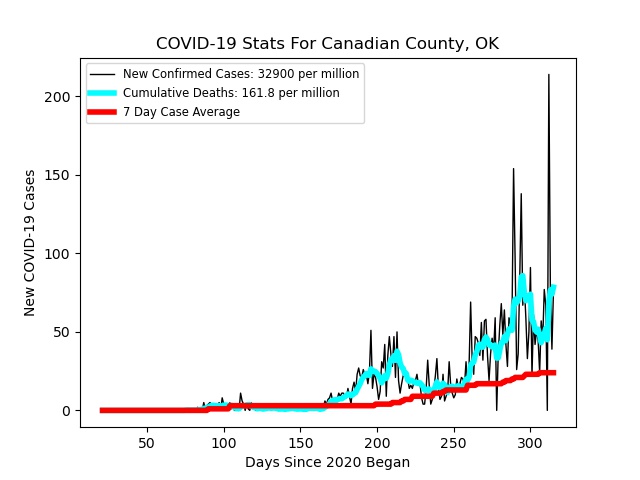 COVID-19 Stats For Canadian County, OK
New Confirmed Cases: 32900 per million
Cumulative Deaths: 161.8 per million
7 Day Case Average
New COVID-19 Cases
200
150
100
50
0
50 100 150 200 250 300
Days Since 2020 Began